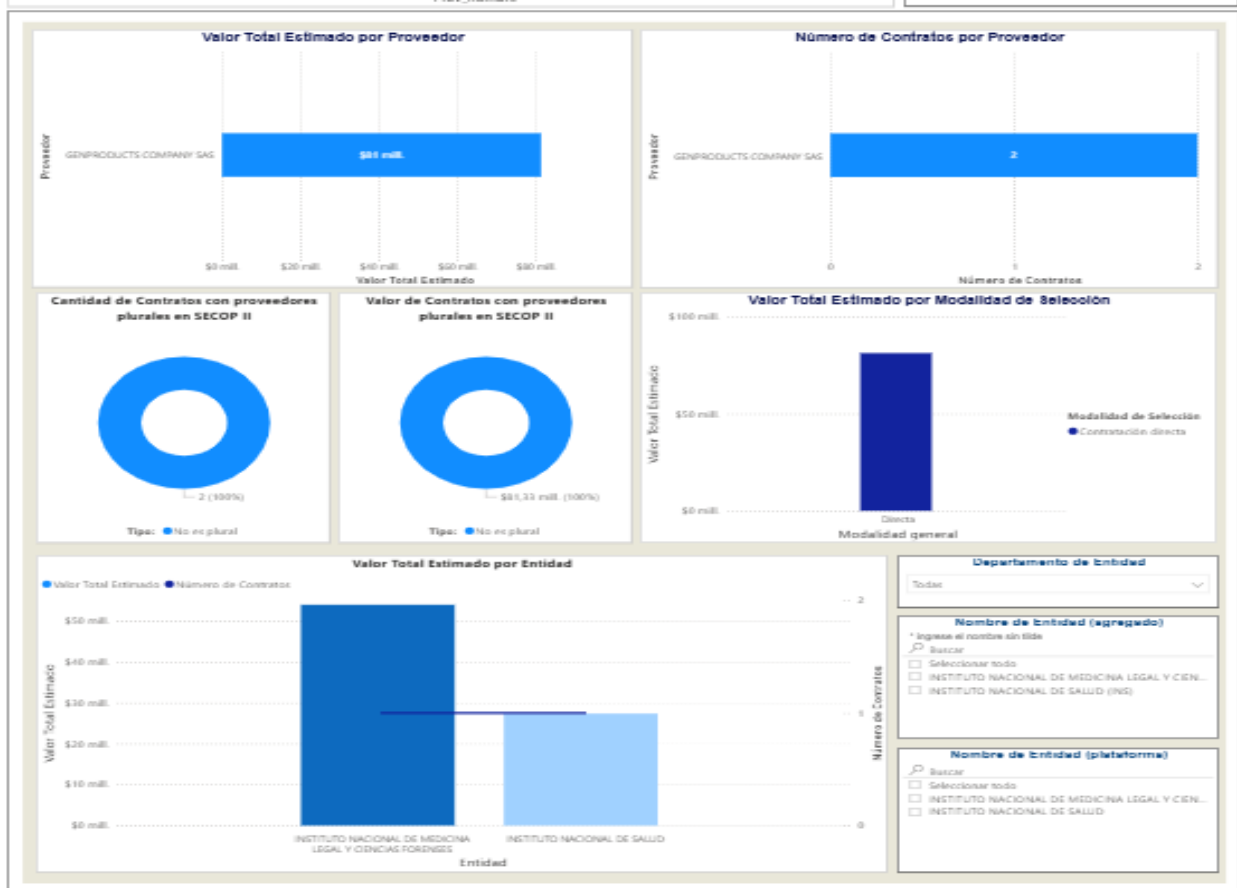 Valor Total Estimado por Proveedor
Proveedor
GENPRODUCTS COMPANY SAS
$81 mill.
$0 mill.
$20 mill.
$40 mill.
$60 mill.
$80 mill.
Valor Total Estimado
Número de Contratos por Proveedor
Proveedor
GENPRODUCTS COMPANY SAS
2
0
1
2
Número de Contratos
Cantidad de Contratos con proveedores
plurales en SECOP II
2 (100%)
Tipo: No es plural
Valor de Contratos con proveedores
plurales en SECOP II
$81,33 mill. (100%)
Tipo: No es plural
Valor Total Estimado por Modalidad de Selección
Valor Total Estimado
$100 mill.
$50 mill.
$0 mill.
Directa
Modalidad general
Modalidad de Selección
Contratación directa
Valor Total Estimado por Entidad
Valor Total Estimado Número de Contratos
Valor Total Estimado
$50 mill.
$40 mill.
$30 mill.
$20 mill.
$10 mill.
$0 mill.
2
1
0
Número de Contratos
INSTITUTO NACIONAL DE MEDICINA
LEGAL Y CIENCIAS FORENSES
INSTITUTO NACIONAL DE SALUD
Entidad
Departamento de Entidad
Todas
Nombre de Entidad (agregado)
* Ingrese el nombre sin tilde
Buscar
Seleccionar todo
INSTITUTO NACIONAL DE MEDICINA LEGAL Y CIEN...
INSTITUTO NACIONAL DE SALUD (INS)
Nombre de Entidad (plataforma)
Buscar
Seleccionar todo
INSTITUTO NACIONAL DE MEDICINA LEGAL Y CIEN...
INSTITUTO NACIONAL DE SALUD